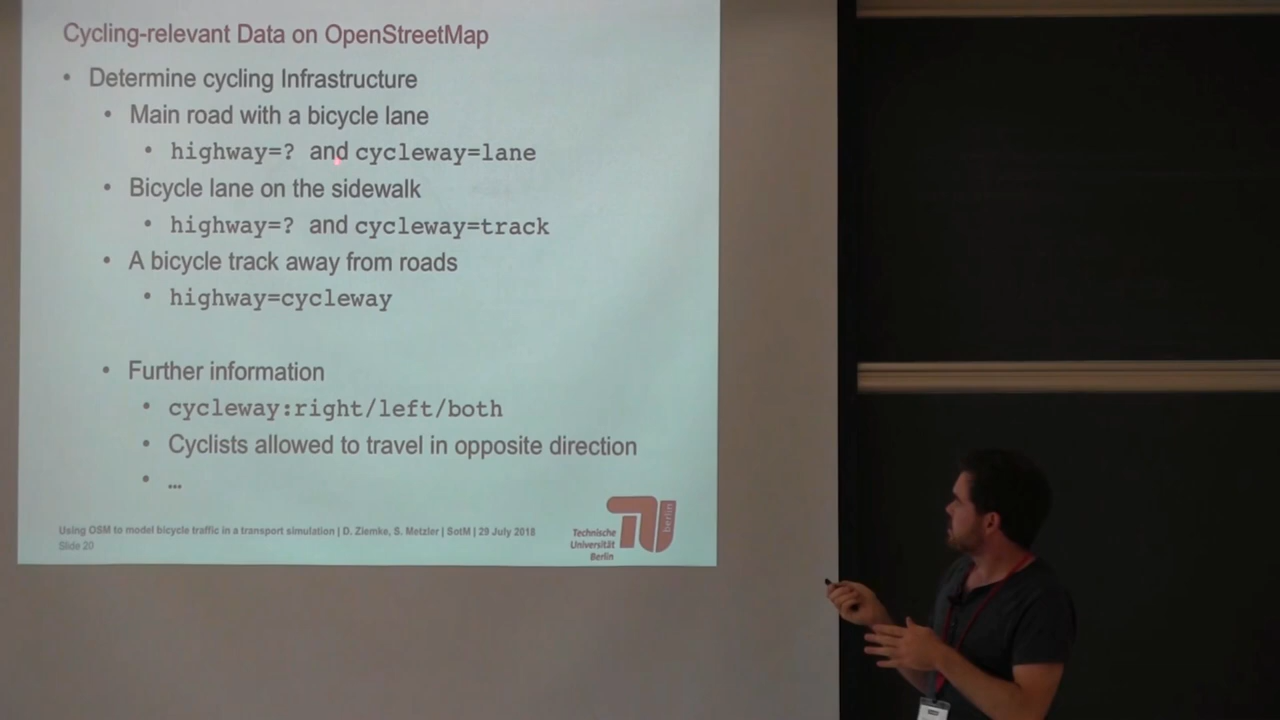 Cycling-relevant Data on OpenStreetMap
• Determine cycling Infrastructure
• Main road with a bicycle lane
• highway=? and cycleway=lane
• Bicycle lane on the sidewalk
• highway=? and cycleway=track
• A bicycle track away from roads
• highway=cycleway
• Further information
• cycleway:right/left/both
• Cyclists allowed to travel in opposite direction
• ...
Using OSM to model bicycle traffic in a transport simulation | D. Ziemke, S. Metzler | SotM | 29 July 2018
Slide 20
Technische
Universität
Berlin
berlin